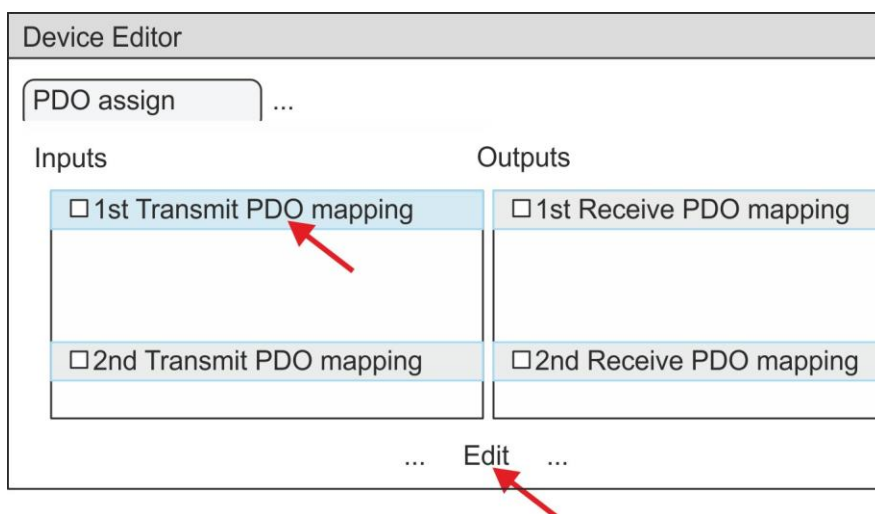 Device Editor
PDO assign ...
Inputs Outputs
1st Transmit PDO mapping 1st Receive PDO mapping
2nd Transmit PDO mapping 2nd Receive PDO mapping
... Edit ...